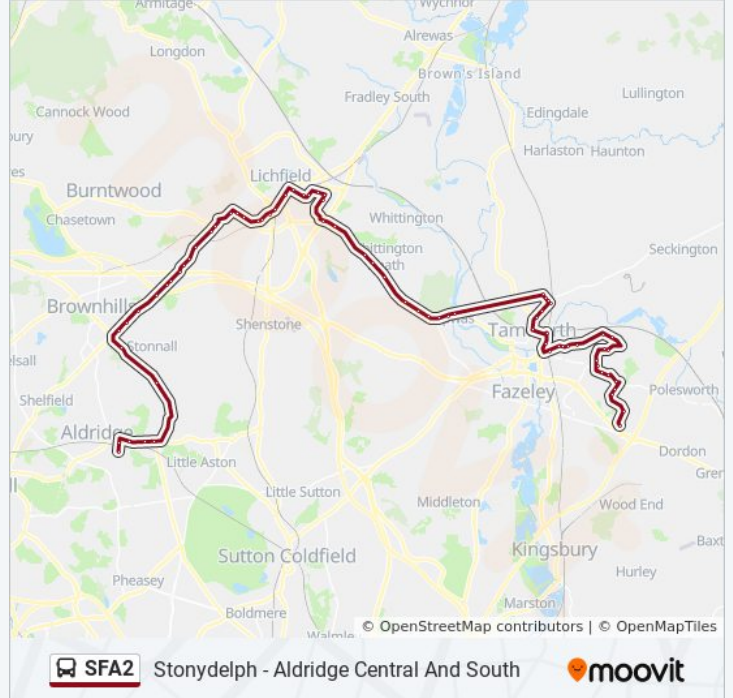 Armitage
Wychnor
Longdon
Alrewas
Brown's Island
Lullington
Fradley South
Cannock Wood
Edingdale
Harlaston Haunton
Lichfield
Burntwood
Chasetown
Whittington
Seckington
Brownhills
Shenstone
Stonnall
Fazeley
Polesworth
Shelfield
Aldridge
Little Aston
Dordon
Little Sutton
Middleton
Wood End
Sutton Coldfield
Kingsbury
Hurley
Pheasey
Marston
Boldmere
© OpenStreetMap contributors | © OpenMapTiles
SFA2 Stonydelph - Aldridge Central And South moovit